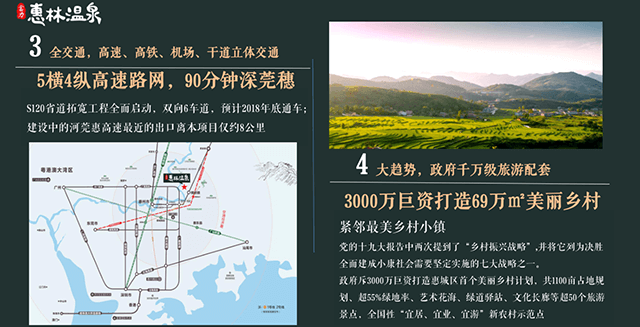 富力
惠林温泉
3 全交通，高速、高铁、机场、干道立体交通
5横4纵高速路网，90分钟深莞穗
S120省道拓宽工程全面启动，双向6车道，预计2018年底通车；
建设中的河莞惠高速最近的出口离本项目仅约8公里
粤港澳大湾区
惠林温泉
4 大趋势，政府千万级旅游配套
3000万巨资打造69万㎡美丽乡村
紧邻最美乡村小镇
党的十九大报告中两次提到了“乡村振兴战略”,并将它列为决胜
全面建成小康社会需要坚定实施的七大战略之一。
政府斥3000万巨资打造惠城区首个美丽乡村计划，共1100亩占地规
划、超55%绿地率、艺术花海、绿道驿站、文化长廊等超50个旅游
景点、全国性“宜居、宜业、宜游”新农村示范点